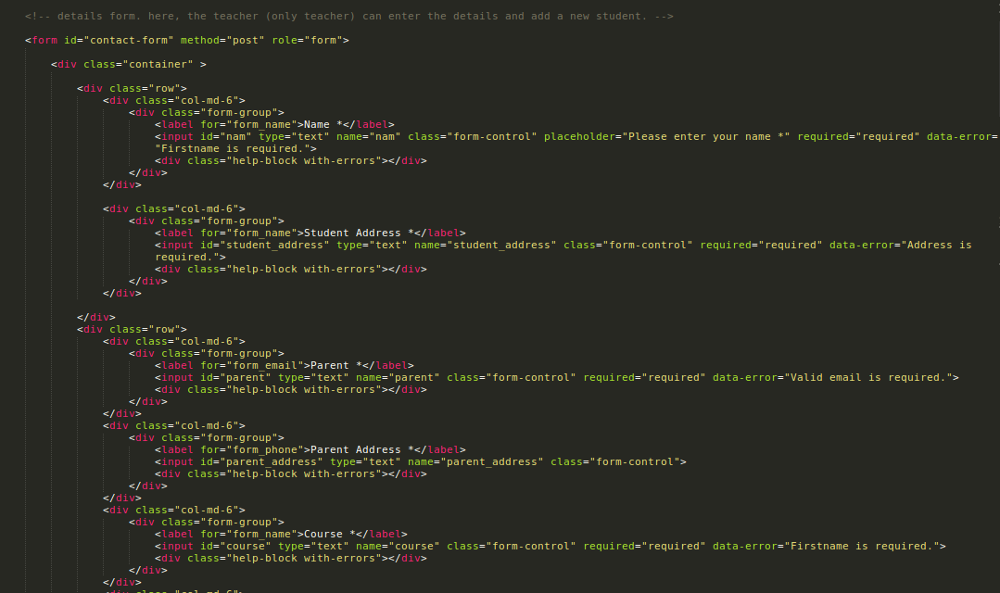 <!-- details form. here, the teacher (only teacher) can enter the details and add a new student. -->
<form id="contact-form" method="post" role="form">
<div class="container" >
<div class="row">
<div class="col-md-6">
<div class="form-group">
<label for="form_name">Name *</label>
<input id="nam" type="text" name="nam" class="form-control" placeholder="Please enter your name *" required="required" data-error=
"Firstname is required.">
<div class="help-block with-errors"></div>
</div>
</div>
<div class="col-md-6">
<div class="form-group">
<label for="form_name">Student Address *</label>
<input id="student_address" type="text" name="student_address" class="form-control" required="required" data-error="Address is
required.">
<div class="help-block with-errors"></div>
</div>
</div>
</div>
<div class="row">
<div class="col-md-6">
<div class="form-group">
<label for="form_email">Parent *</label>
<input id="parent" type="text" name="parent" class="form-control" required="required" data-error="Valid email is required.">
<div class="help-block with-errors"></div>
</div>
</div>
<div class="col-md-6">
<div class="form-group">
<label for="form_phone">Parent Address *</label>
<input id="parent_address" type="text" name="parent_address" class="form-control">
<div class="help-block with-errors"></div>
</div>
</div>
<div class="col-md-6">
<div class="form-group">
<label for="form_name">Course *</label>
<input id="course" type="text" name="course" class="form-control" required="required" data-error="Firstname is required.">
<div class="help-block with-errors"></div>
</div>
</div>
<div class="col-md-6">